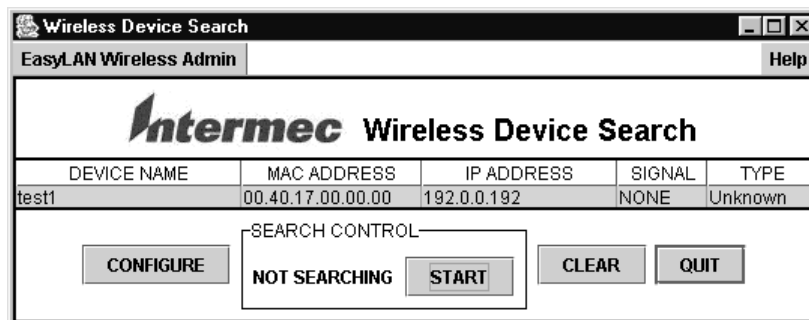 Wireless Device Search
EasyLAN Wireless Admin Help
Intermec Wireless Device Search
DEVICE NAME MAC ADDRESS IP ADDRESS SIGNAL TYPE
test1 00.40.17.00.00.00 192.0.0.192 NONE Unknown
SEARCH CONTROL
CONFIGURE NOT SEARCHING START CLEAR QUIT